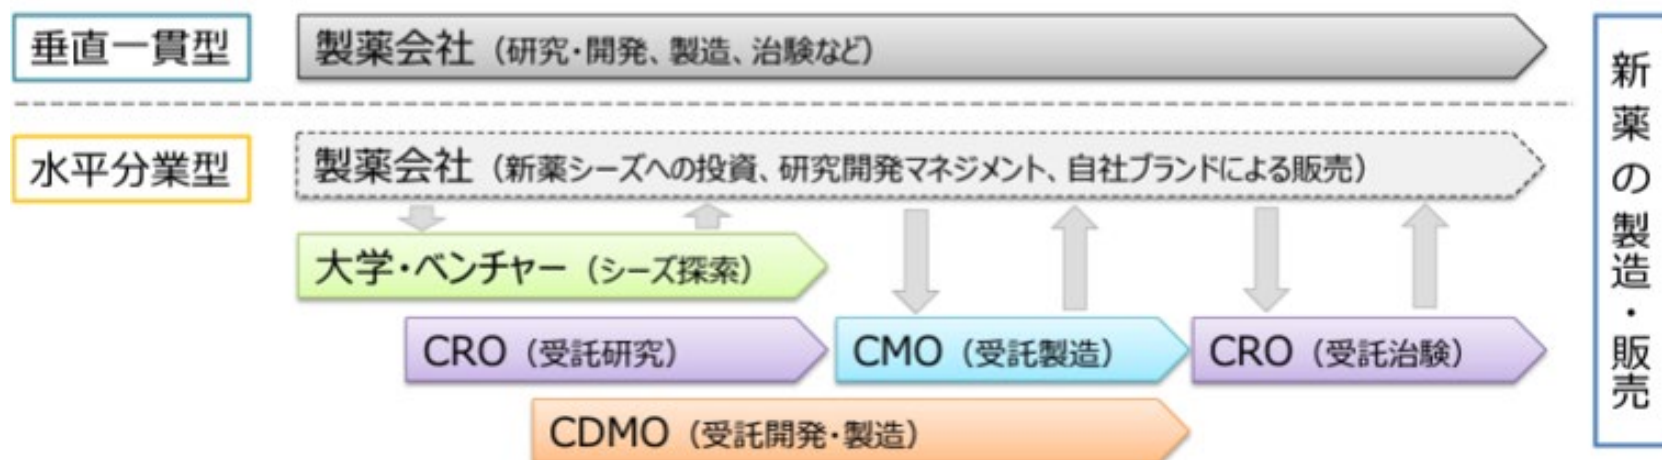 垂直一貫型
製薬会社（研究・開発、製造、治験など）
水平分業型
製薬会社（新薬シーズへの投資、研究開発マネジメント、自社ブランドによる販売）
大学・ベンチャー（シーズ探索）
CRO（受託研究）
CMO（受託製造）
CRO（受託治験）
CDMO（受託開発・製造）
新薬の製造・販売